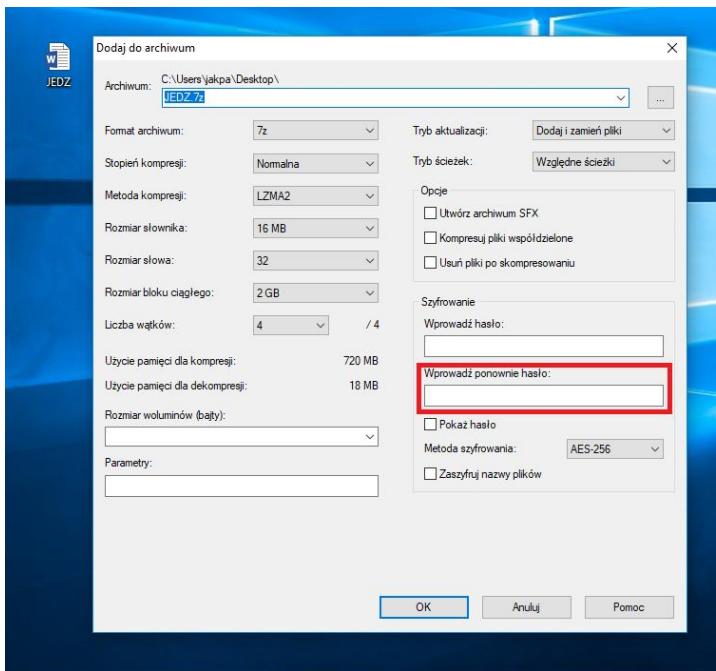 JEDZ
Dodaj do archiwum
Archiwum:
C:\Users\jakpa\Desktop\
JEDZ.7z
...
Format archiwum:
7z
Stopień kompresji:
Normalna
Metoda kompresji:
LZMA2
Rozmiar słownika:
16 MB
Rozmiar słowa:
32
Rozmiar bloku ciągłego:
2 GB
Liczba wątków:
4
/ 4
Użycie pamięci dla kompresji:
720 MB
Użycie pamięci dla dekompresji:
18 MB
Rozmiar woluminów (bajty):
Parametry:
Tryb aktualizacji:
Dodaj i zamień pliki
Tryb ścieżek:
Względne ścieżki
Opcje
Utwórz archiwum SFX
Kompresuj pliki współdzielone
Usuń pliki po skompresowaniu
Szyfrowanie
Wprowadź hasło:
Wprowadź ponownie hasło:
Pokaż hasło
Metoda szyfrowania:
AES-256
Zaszyfruj nazwy plików
OK
Anuluj
Pomoc